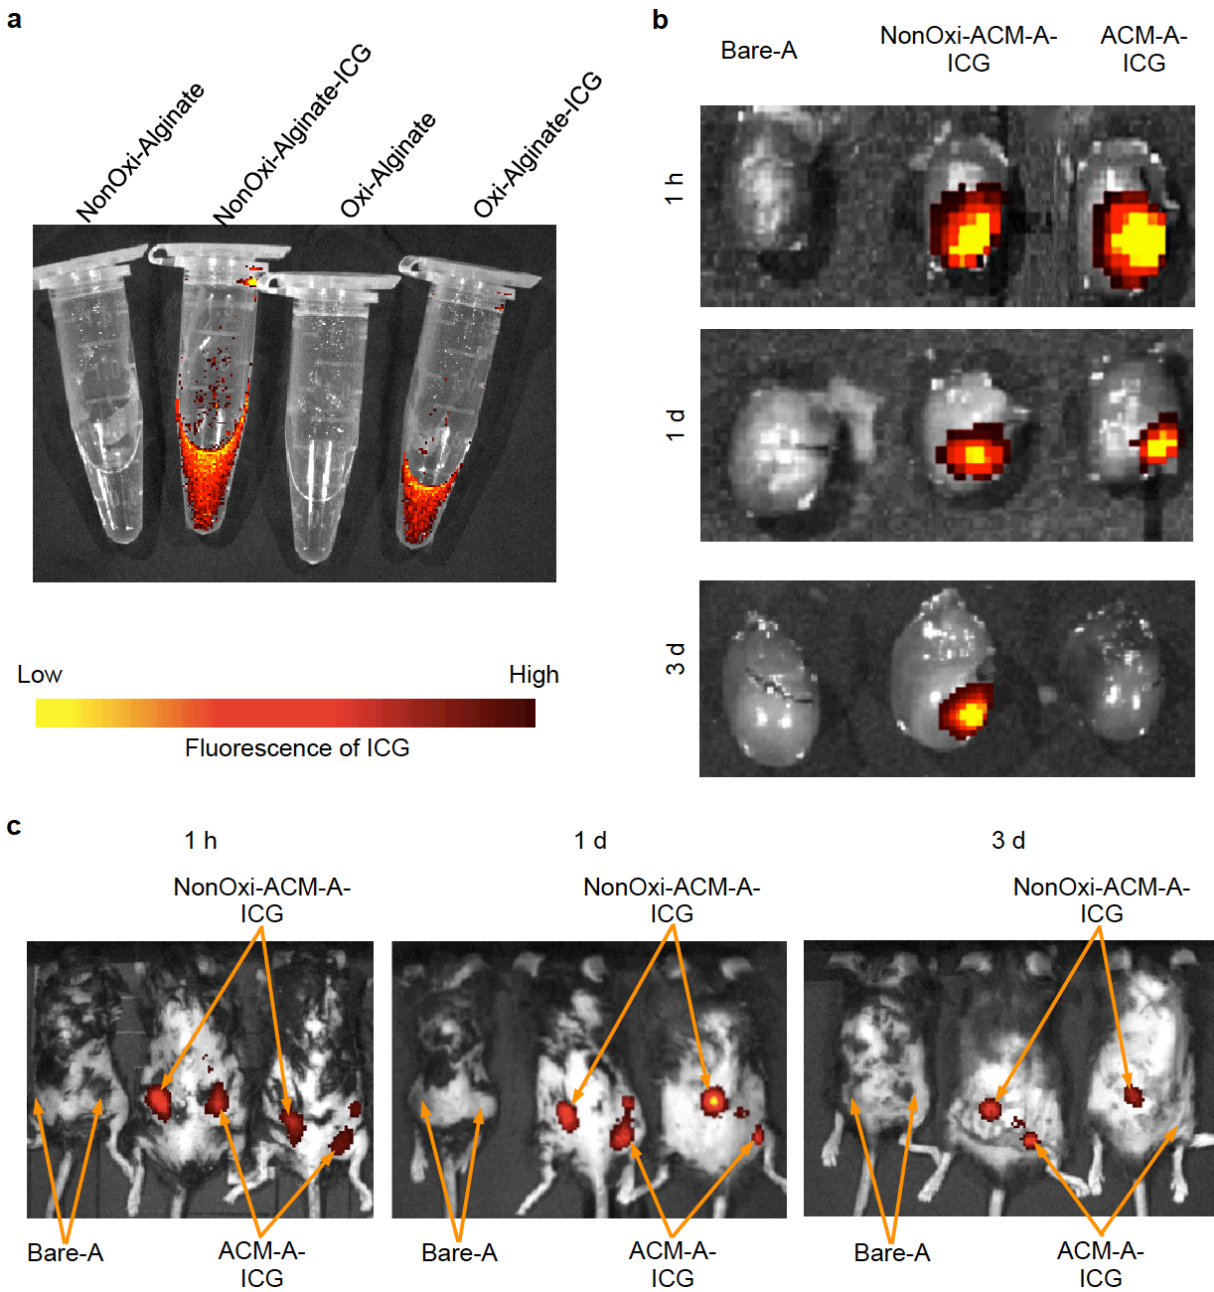 a
NonOxi-Alginate
NonOxi-Alginate-ICG
Oxi-Alginate
Oxi-Alginate-ICG
Low
High
Fluorescence of ICG
b
Bare-A
NonOxi-ACM-A-
ICG
ACM-A-
ICG
1 h
1 d
3 d
c
1 h
1 d
3 d
NonOxi-ACM-A-
ICG
NonOxi-ACM-A-
ICG
NonOxi-ACM-A-
ICG
Bare-A
ACM-A-
ICG
Bare-A
ACM-A-
ICG
Bare-A
ACM-A-
ICG